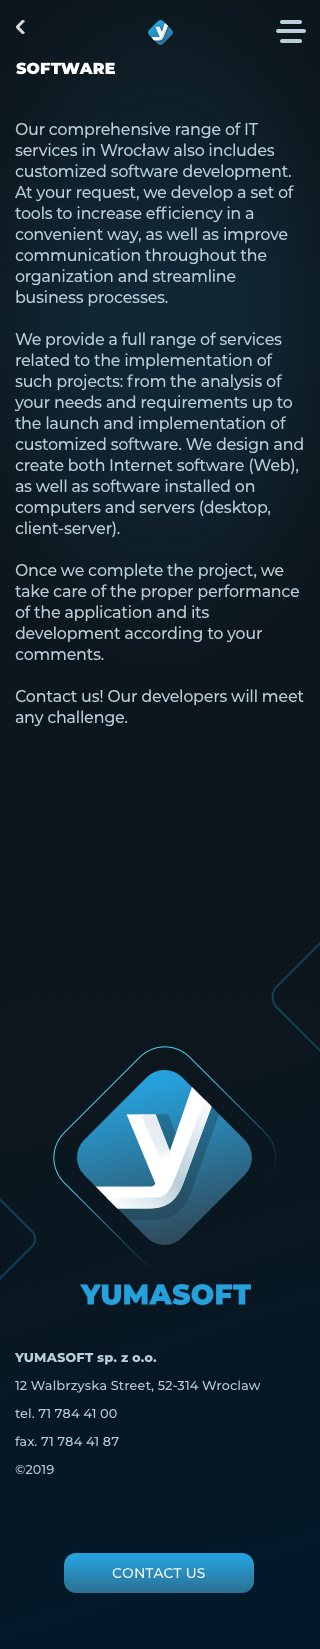 y
SOFTWARE
Our comprehensive range of IT
services in Wrocław also includes
customized software development.
At your request, we develop a set of
tools to increase efficiency in a
convenient way, as well as improve
communication throughout the
organization and streamline
business processes.
We provide a full range of services
related to the implementation of
such projects: from the analysis of
your needs and requirements up to
the launch and implementation of
customized software. We design and
create both Internet software (Web),
as well as software installed on
computers and servers (desktop,
client-server).
Once we complete the project, we
take care of the proper performance
of the application and its
development according to your
comments.
Contact us! Our developers will meet
any challenge.
y
YUMASOFT
YUMASOFT sp. z o.o.
12 Walbrzyska Street, 52-314 Wroclaw
tel. 71 784 41 00
fax. 71 784 41 87
©2019
CONTACT US